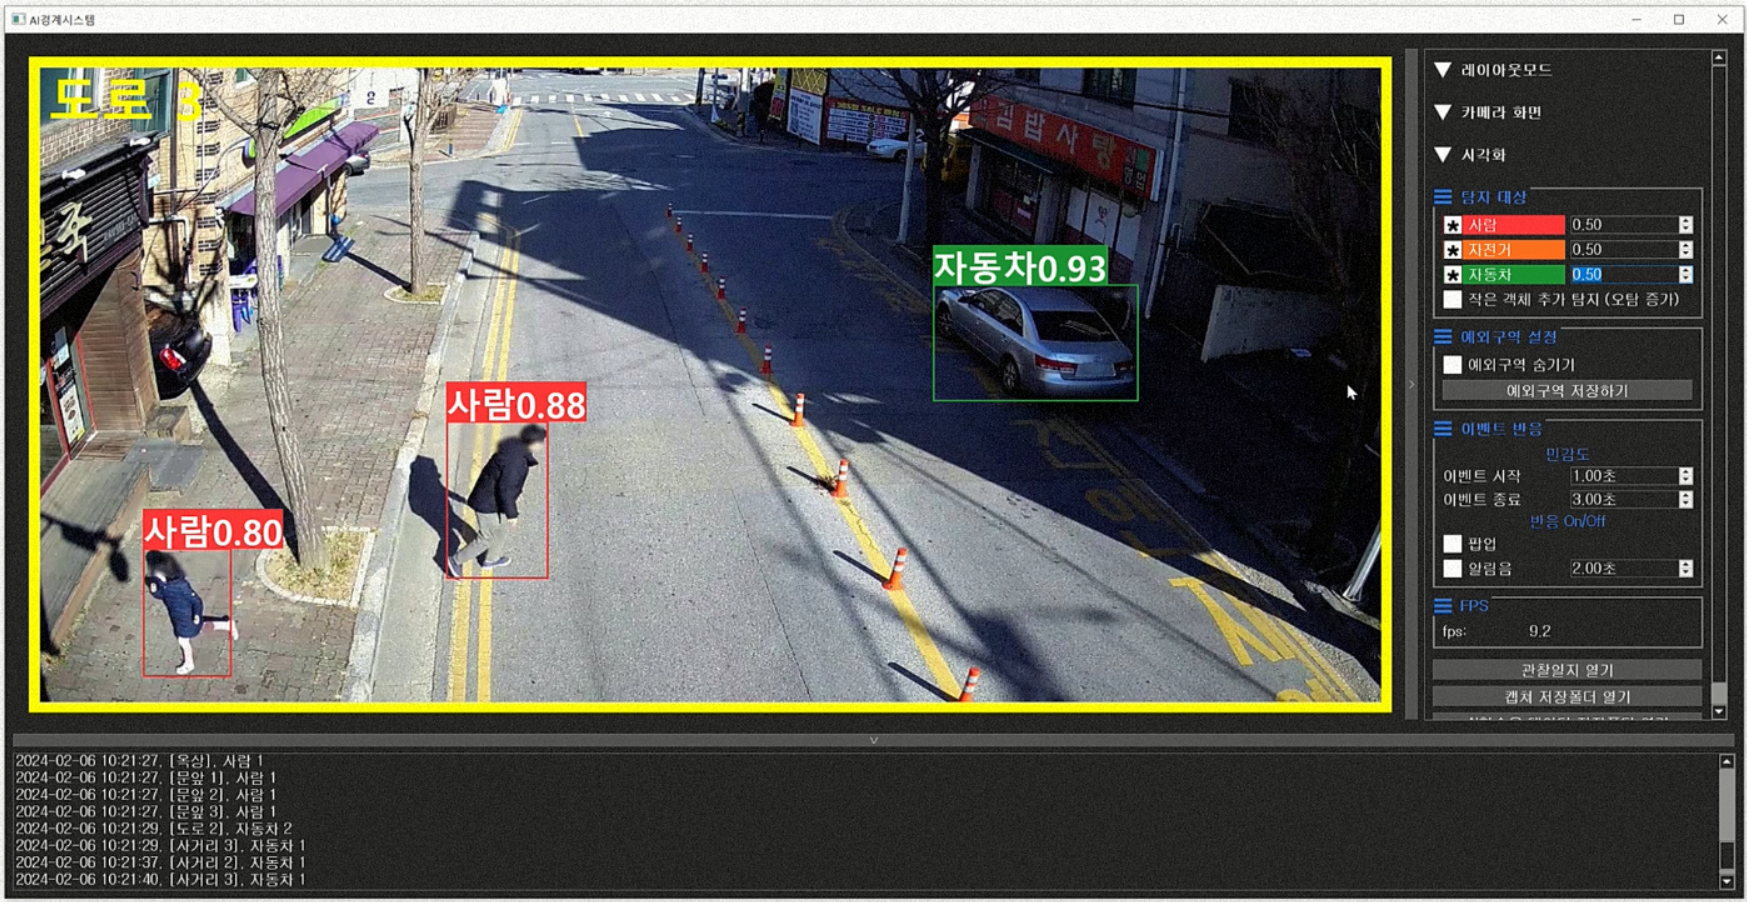 AI경계시스템
도로 3
김밥사랑
영업
자동차0.93
사람0.88
사람0.80
레이아웃모드
카메라 화면
시각화
탐지 대상
사람 0.50
자전거 0.50
자동차 0.50
작은 객체 추가 탐지 (오탐 증가)
예외구역 설정
예외구역 숨기기
예외구역 저장하기
이벤트 반응
민감도
이벤트 시작 1.00초
이벤트 종료 3.00초
반응 On/Off
팝업
알림음 2.00초
FPS
fps: 9.2
관찰일지 열기
캡쳐 저장폴더 열기
2024-02-06 10:21:27, [옥상], 사람 1
2024-02-06 10:21:27, [문앞 1], 사람 1
2024-02-06 10:21:27, [문앞 2], 사람 1
2024-02-06 10:21:27, [문앞 3], 사람 1
2024-02-06 10:21:29, [도로 2], 자동차 2
2024-02-06 10:21:29, [사거리 3], 자동차 1
2024-02-06 10:21:37, [사거리 2], 자동차 1
2024-02-06 10:21:40, [사거리 3], 자동차 1